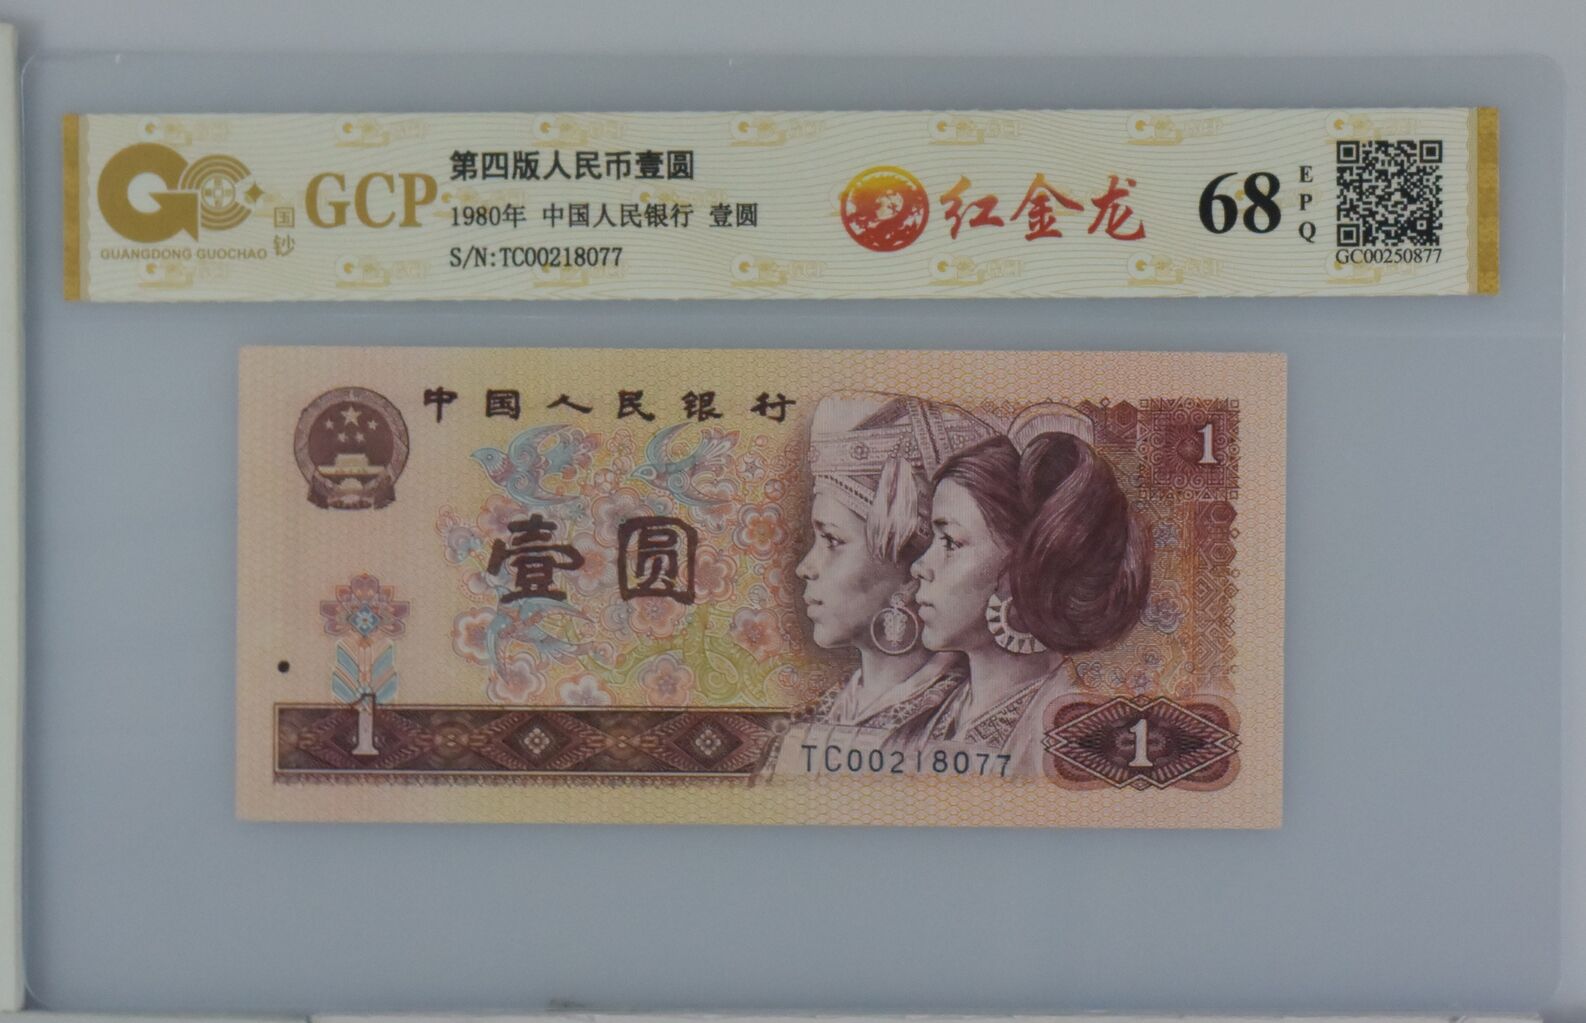 GUANGDONG GUOCHAO
国钞
GCP
第四版人民币壹圆
1980年 中国人民银行 壹圆
S/N:TC00218077
红金龙
68
EPQ
GC00250877
中国人民银行
1
壹圆
1
TC00218077
1